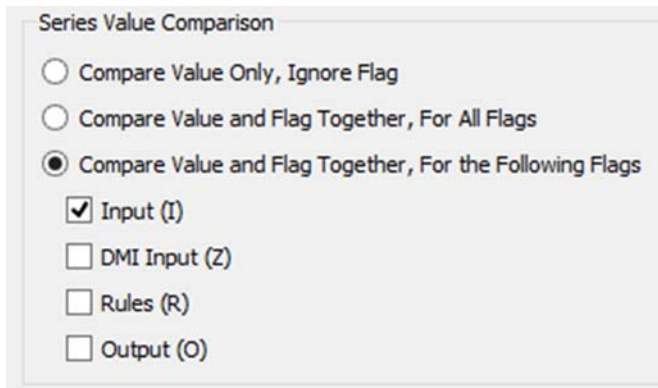 Series Value Comparison
Compare Value Only, Ignore Flag
Compare Value and Flag Together, For All Flags
Compare Value and Flag Together, For the Following Flags
Input (I)
DMI Input (Z)
Rules (R)
Output (O)